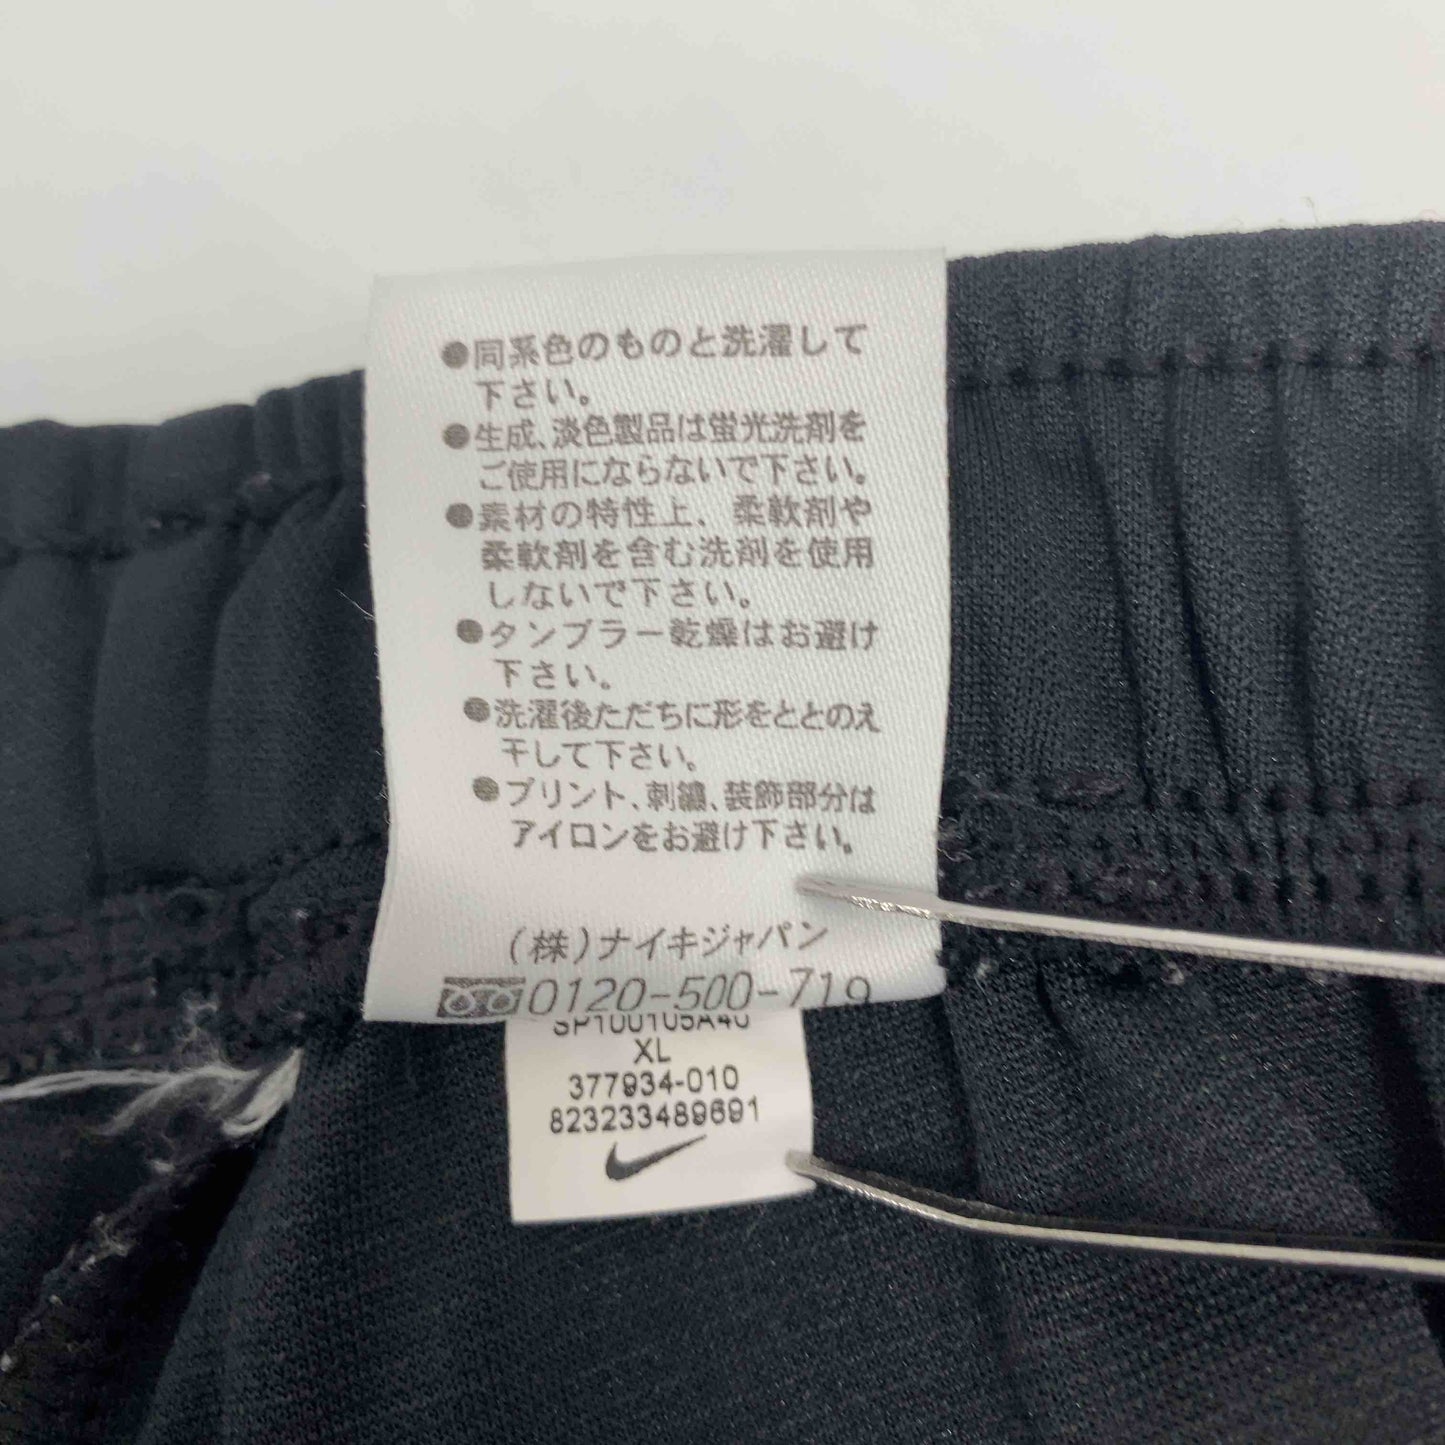 ●同系色のものと洗濯して
下さい。
●生成、淡色製品は蛍光洗剤を
ご使用にならないで下さい。
●素材の特性上、柔軟剤や
柔軟剤を含む洗剤を使用
しないで下さい。
●タンブラー乾燥はお避け
下さい。
●洗濯後ただちに形をととのえ
干して下さい。
●プリント、刺繍、装飾部分は
アイロンをお避け下さい。
(株)ナイキジャパン
0120-500-719
SP100105A40
XL
377934-010
823233489691